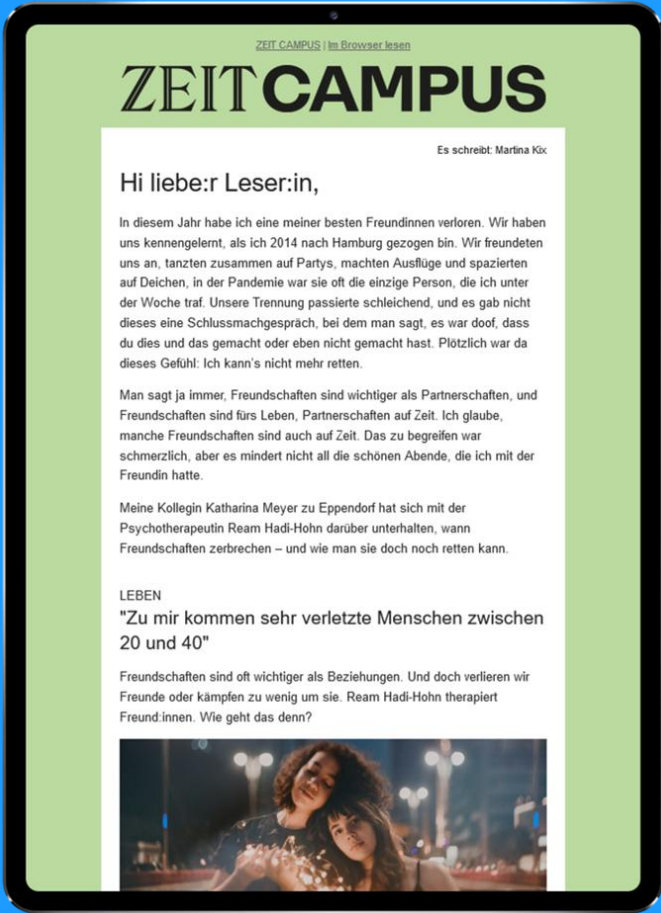 ZEIT CAMPUS | Im Browser lesen
ZEIT CAMPUS
Es schreibt: Martina Kix
Hi liebe:r Leser:in,
In diesem Jahr habe ich eine meiner besten Freundinnen verloren. Wir haben
uns kennengelernt, als ich 2014 nach Hamburg gezogen bin. Wir freundeten
uns an, tanzten zusammen auf Partys, machten Ausflüge und spazierten
auf Deichen, in der Pandemie war sie oft die einzige Person, die ich unter
der Woche traf. Unsere Trennung passierte schleichend, und es gab nicht
dieses eine Schlussmachgespräch, bei dem man sagt, es war doof, dass
du dies und das gemacht oder eben nicht gemacht hast. Plötzlich war da
dieses Gefühl: Ich kann's nicht mehr retten.
Man sagt ja immer, Freundschaften sind wichtiger als Partnerschaften, und
Freundschaften sind fürs Leben, Partnerschaften auf Zeit. Ich glaube,
manche Freundschaften sind auch auf Zeit. Das zu begreifen war
schmerzlich, aber es mindert nicht all die schönen Abende, die ich mit der
Freundin hatte.
Meine Kollegin Katharina Meyer zu Eppendorf hat sich mit der
Psychotherapeutin Ream Hadi-Hohn darüber unterhalten, wann
Freundschaften zerbrechen – und wie man sie doch noch retten kann.
LEBEN
"Zu mir kommen sehr verletzte Menschen zwischen
20 und 40"
Freundschaften sind oft wichtiger als Beziehungen. Und doch verlieren wir
Freunde oder kämpfen zu wenig um sie. Ream Hadi-Hohn therapiert
Freund:innen. Wie geht das denn?